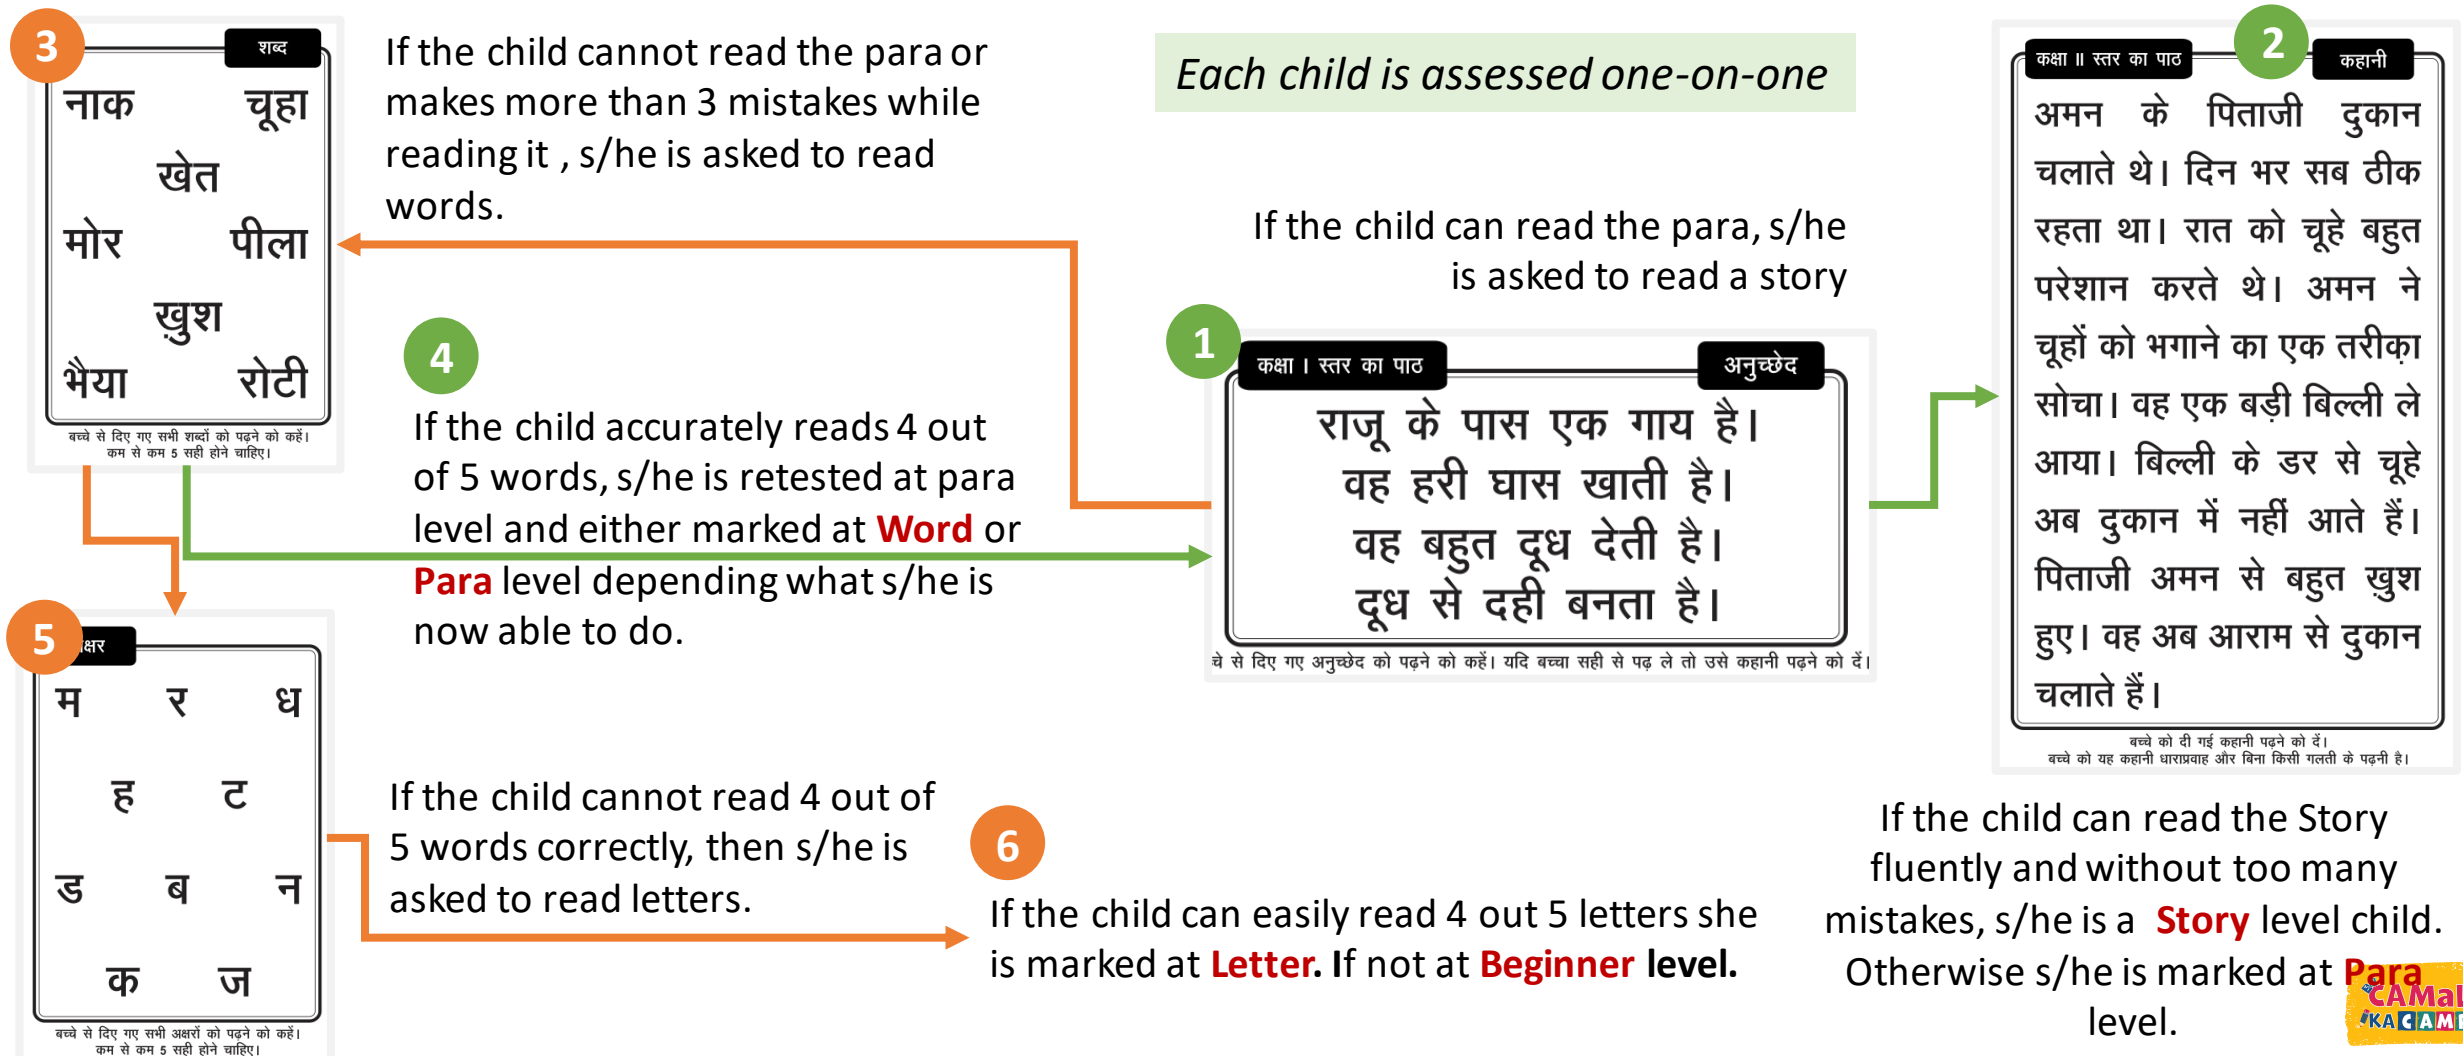 3
शब्द
नाक चूहा
खेत
मोर पीला
ख़ुश
भैया रोटी
बच्चे से दिए गए सभी शब्दों को पढ़ने को कहें।
कम से कम 5 सही होने चाहिए।
If the child cannot read the para or
makes more than 3 mistakes while
reading it , s/he is asked to read
words.
Each child is assessed one-on-one
If the child can read the para, s/he
is asked to read a story
1
कक्षा I स्तर का पाठ अनुच्छेद
राजू के पास एक गाय है।
वह हरी घास खाती है।
वह बहुत दूध देती है।
दूध से दही बनता है।
से दिए गए अनुच्छेद को पढ़ने को कहें। यदि बच्चा सही से पढ़ ले तो उसे कहानी पढ़ने को दें।
2
कक्षा II स्तर का पाठ कहानी
अमन के पिताजी दुकान
चलाते थे। दिन भर सब ठीक
रहता था। रात को चूहे बहुत
परेशान करते थे। अमन ने
चूहों को भगाने का एक तरीक़ा
सोचा। वह एक बड़ी बिल्ली ले
आया। बिल्ली के डर से चूहे
अब दुकान में नहीं आते हैं।
पिताजी अमन से बहुत ख़ुश
हुए। वह अब आराम से दुकान
चलाते हैं।
बच्चे को दी गई कहानी पढ़ने को दें।
बच्चे को यह कहानी धाराप्रवाह और बिना किसी गलती के पढ़नी है।
If the child can read the Story
fluently and without too many
mistakes, s/he is a Story level child.
Otherwise s/he is marked at Para
level.
4
If the child accurately reads 4 out
of 5 words, s/he is retested at para
level and either marked at Word or
Para level depending what s/he is
now able to do.
5
म र ध
ह ट
ड ब न
क ज
बच्चे से दिए गए सभी अक्षरों को पढ़ने को कहें।
कम से कम 5 सही होने चाहिए।
If the child cannot read 4 out of
5 words correctly, then s/he is
asked to read letters.
6
If the child can easily read 4 out 5 letters she
is marked at Letter. If not at Beginner level.